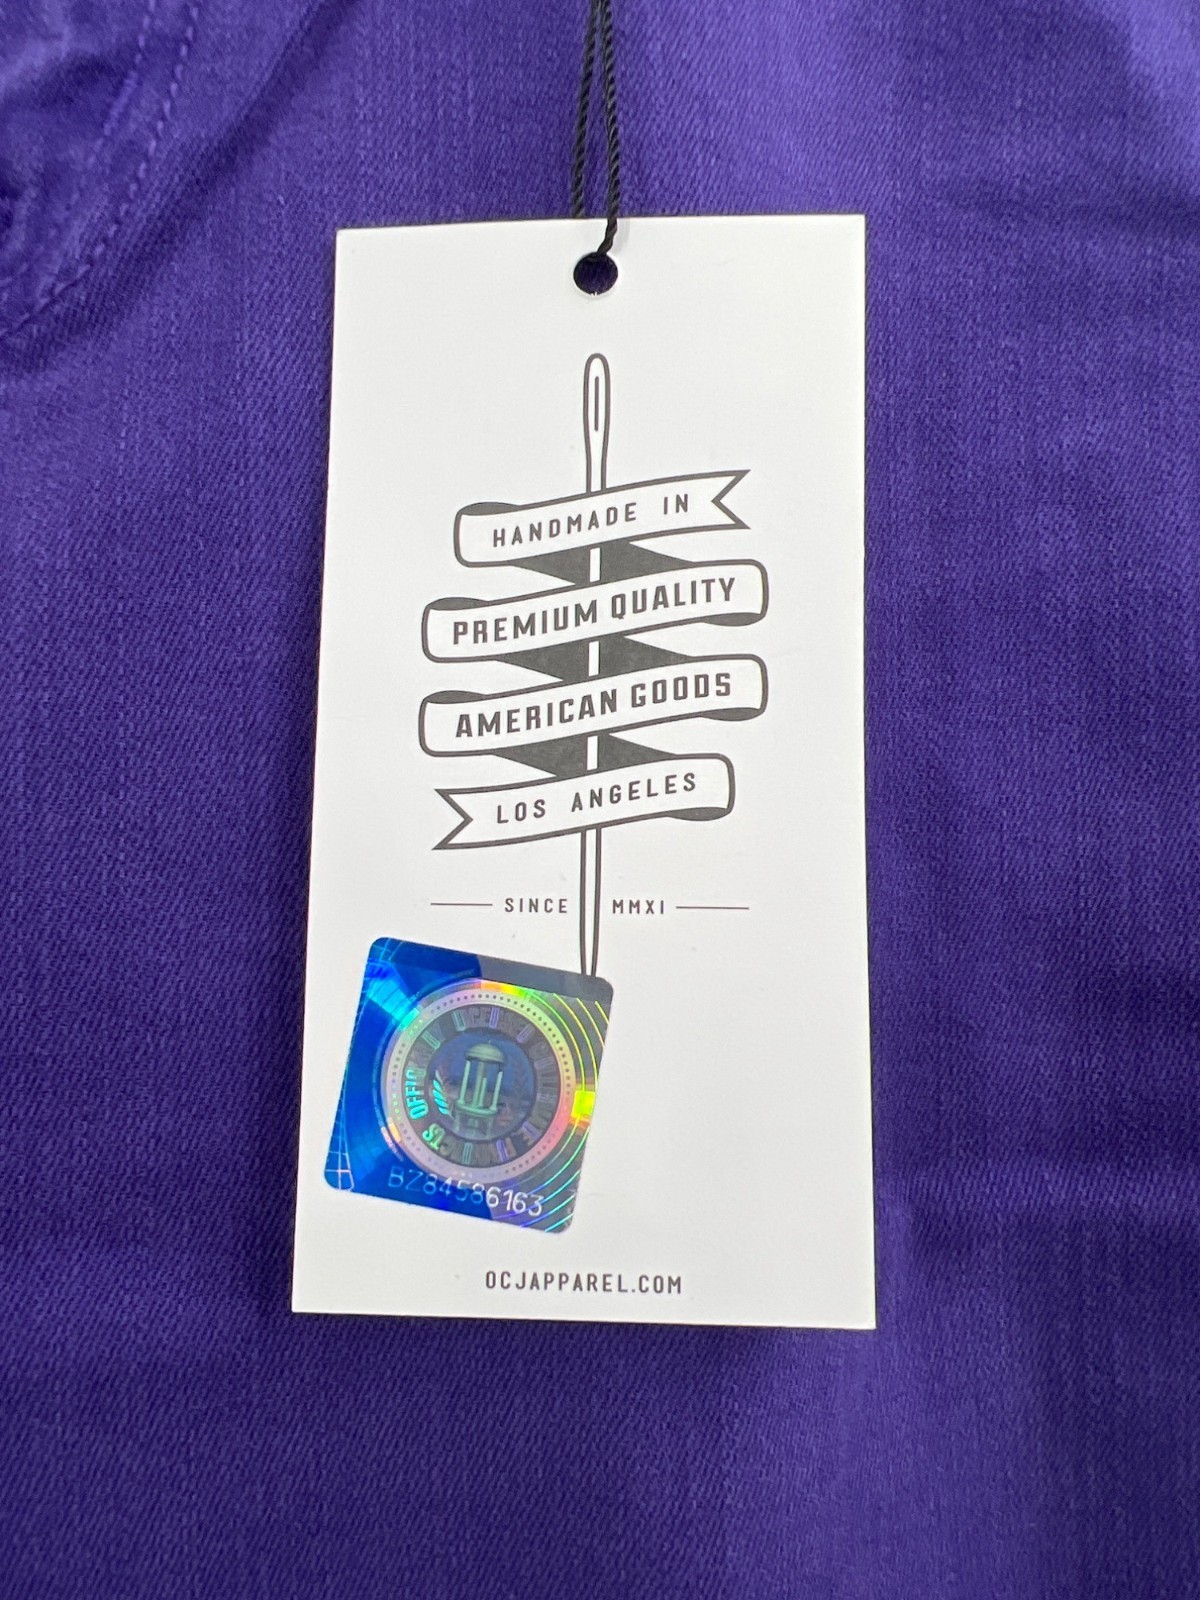 HANDMADE IN
PREMIUM QUALITY
AMERICAN GOODS
LOS ANGELES
SINCE MMXI
BZ84586163
OCJAPPAREL.COM